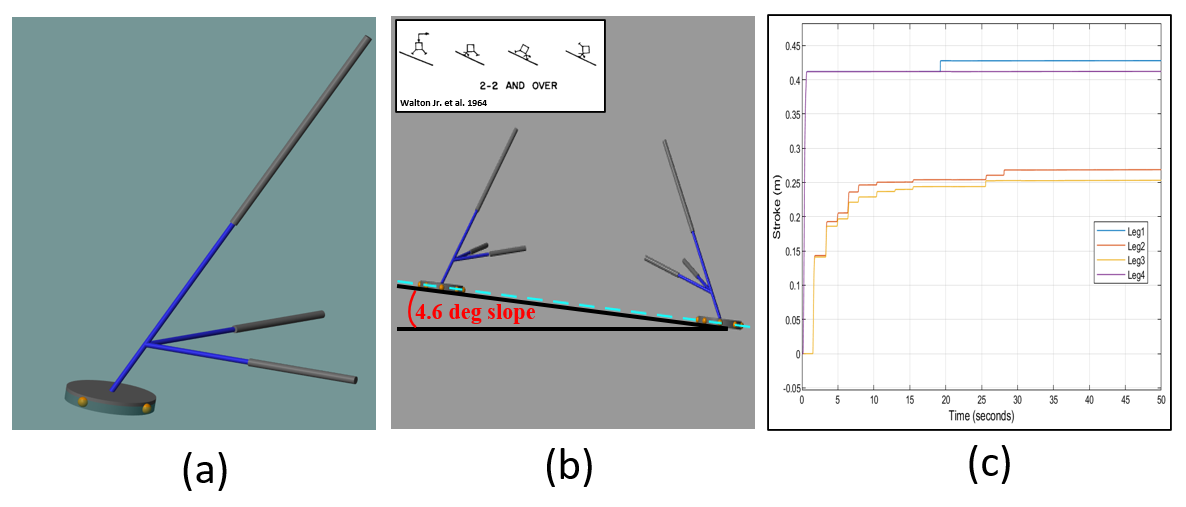 2-2 AND OVER
Walton Jr. et al. 1964
4.6 deg slope
0.45
0.4
0.35
0.3
0.25
0.2
0.15
0.1
0.05
0
-0.05
Stroke (m)
0 5 10 15 20 25 30 35 40 45 50
Time (seconds)
Leg1
Leg2
Leg3
Leg4
(a) (b) (c)